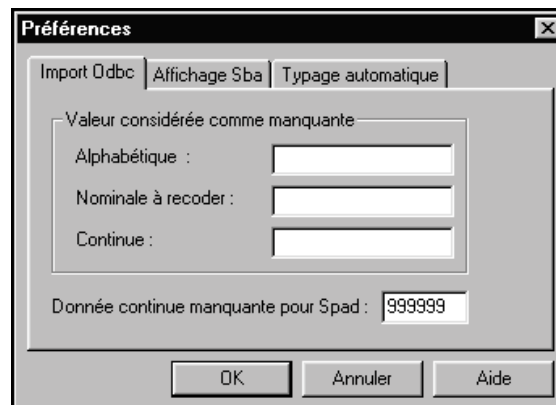 Préférences
Import Odbc Affichage Sba Typage automatique
Valeur considérée comme manquante
Alphabétique :
Nominale à recoder :
Continue :
Donnée continue manquante pour Spad : 999999
OK Annuler Aide